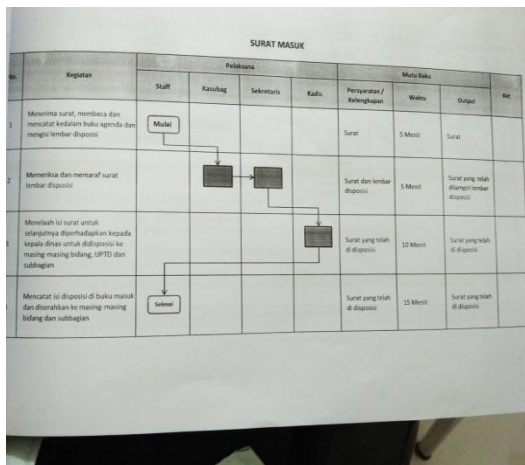 SURAT MASUK
No.
Kegiatan
Pelaksana
Mutu Baku
Ket
Staff
Kasubag
Sekretaris
Kadis
Persyaratan /
Kelengkapan
Waktu
Output
1
Menerima surat, membaca dan
mencatat kedalam buku agenda dan
mengisi lembar disposisi
Mulai
Surat
5 Menit
Surat
2
Memeriksa dan memaraf surat
lembar disposisi
Surat dan lembar
disposisi
5 Menit
Surat yang telah
dilampiri lembar
disposisi
Menelaah isi surat untuk
selanjutnya diperhadapkan kepada
kepala dinas untuk didisposisi ke
masing-masing bidang, UPTD dan
subbagian
Surat yang telah
di disposisi
10 Menit
Surat yang telah
di disposisi
Mencatat isi disposisi di buku masuk
dan diserahkan ke masing-masing
bidang dan subbagian
Selesai
Surat yang telah
di disposisi
15 Menit
Surat yang telah
di disposisi